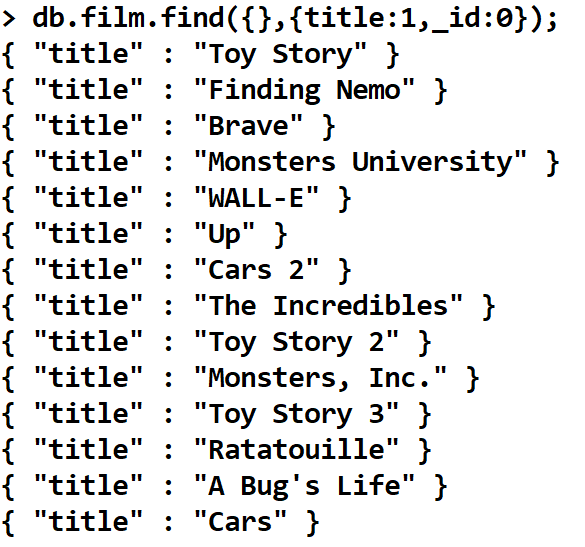 > db.film.find({},{title:1,_id:0});
{ "title" : "Toy Story" }
{ "title" : "Finding Nemo" }
{ "title" : "Brave" }
{ "title" : "Monsters University" }
{ "title" : "WALL-E" }
{ "title" : "Up" }
{ "title" : "Cars 2" }
{ "title" : "The Incredibles" }
{ "title" : "Toy Story 2" }
{ "title" : "Monsters, Inc." }
{ "title" : "Toy Story 3" }
{ "title" : "Ratatouille" }
{ "title" : "A Bug's Life" }
{ "title" : "Cars" }